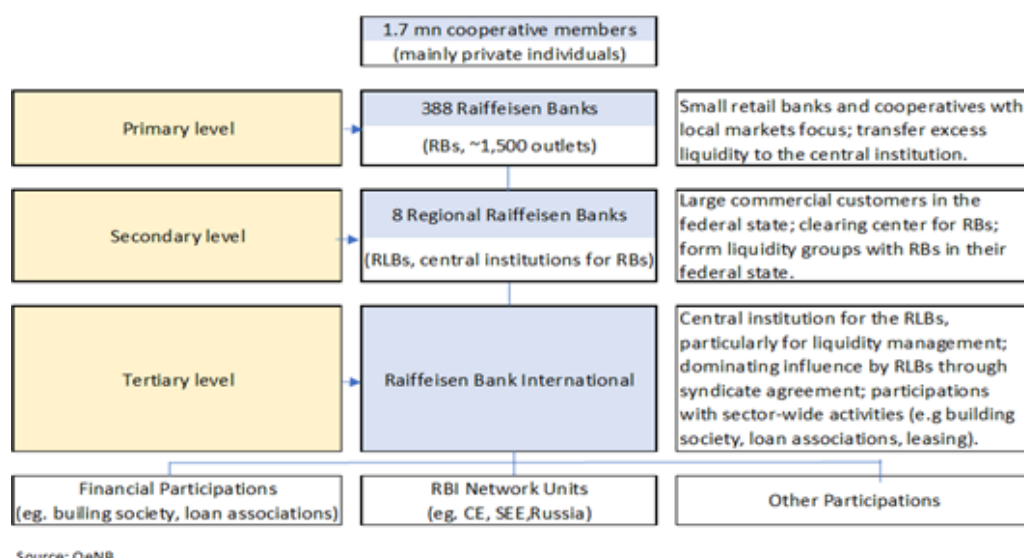 1.7 mn cooperative members
(mainly private individuals)
Primary level
388 Raiffeisen Banks
(RBs, ~1,500 outlets)
Small retail banks and cooperatives wth
local markets focus; transfer excess
liquidity to the central institution.
Secondary level
8 Regional Raiffeisen Banks
(RLBs, central institutions for RBs)
Large commercial customers in the
federal state; clearing center for RBs;
form liquidity groups with RBs in their
federal state.
Tertiary level
Raiffeisen Bank International
Central institution for the RLBs,
particularly for liquidity management;
dominating influence by RLBs through
syndicate agreement; participations
with sector-wide activities (e.g building
society, loan associations, leasing).
Financial Participations
(eg. builing society, loan associations)
RBI Network Units
(eg. CE, SEE,Russia)
Other Participations
Source: OeNB